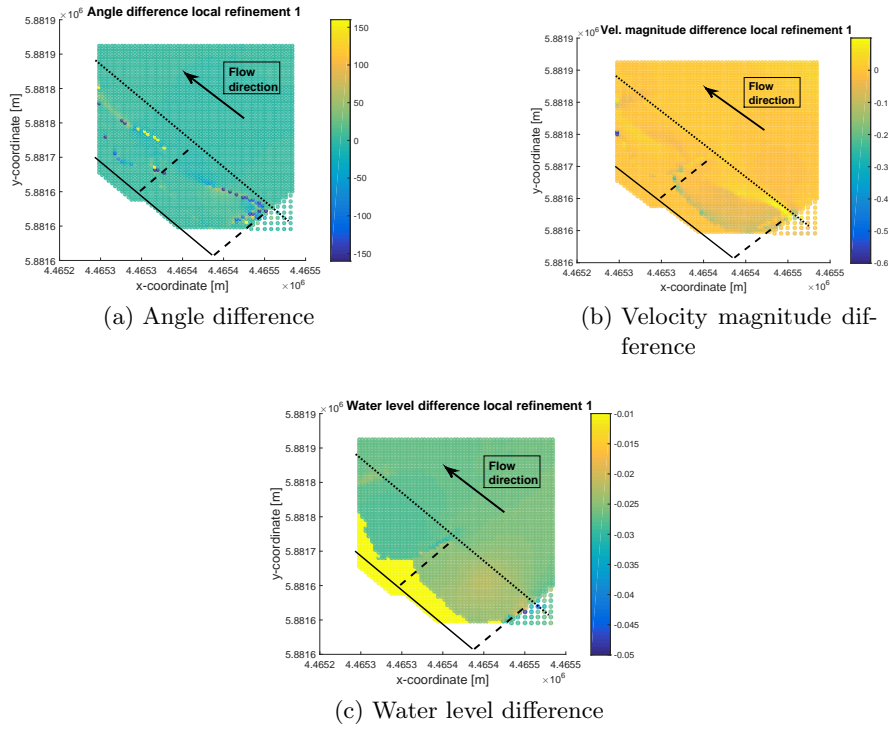 Angle difference local refinement 1
×10⁶
5.8819
5.8819
5.8818
5.8818
5.8817
5.8816
5.8816
5.8816
y-coordinate [m]
Flow
direction
4.4652 4.4653 4.4653 4.4654 4.4654 4.4655 4.4655
x-coordinate [m]
×10⁶
150
100
50
0
-50
-100
-150
(a) Angle difference
Vel. magnitude difference local refinement 1
×10⁶
5.8819
5.8819
5.8818
5.8818
5.8817
5.8816
5.8816
5.8816
y-coordinate [m]
Flow
direction
4.4652 4.4653 4.4653 4.4654 4.4654 4.4655 4.4655
x-coordinate [m]
×10⁶
0
-0.1
-0.2
-0.3
-0.4
-0.5
-0.6
(b) Velocity magnitude dif-
ference
Water level difference local refinement 1
×10⁶
5.8819
5.8819
5.8818
5.8818
5.8817
5.8816
5.8816
5.8816
y-coordinate [m]
Flow
direction
4.4652 4.4653 4.4653 4.4654 4.4654 4.4655 4.4655
x-coordinate [m]
×10⁶
-0.01
-0.015
-0.02
-0.025
-0.03
-0.035
-0.04
-0.045
-0.05
(c) Water level difference